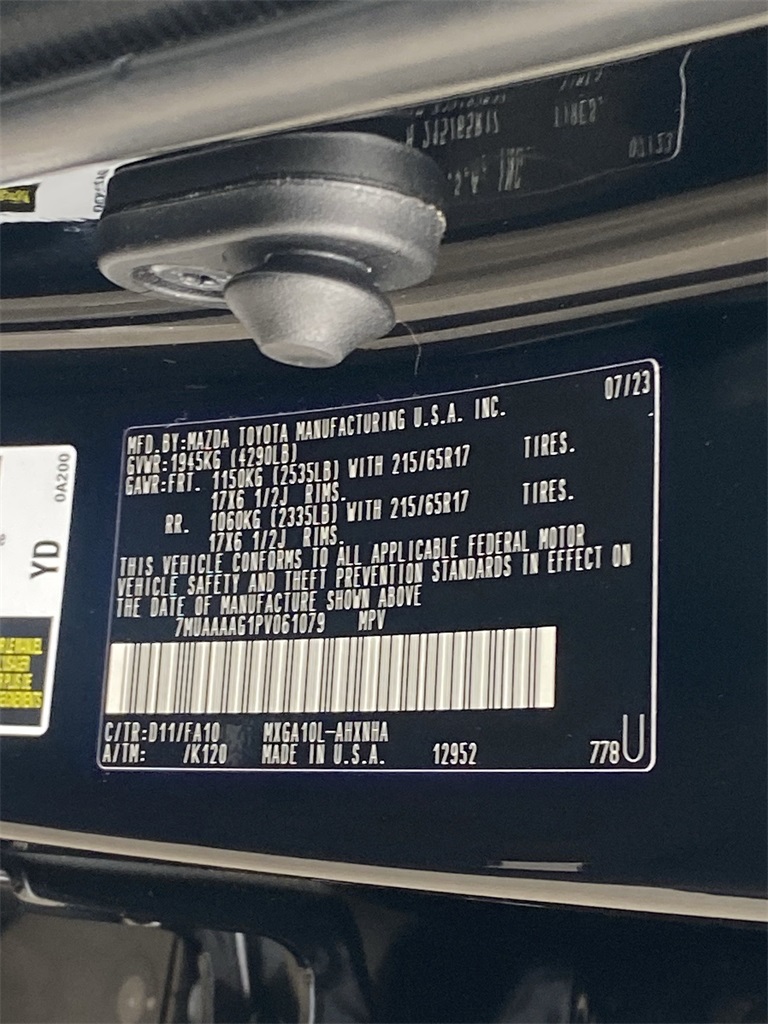 07/23
MFD.BY:MAZDA TOYOTA MANUFACTURING U.S.A. INC.
GVWR:1945KG (4290LB)
GAWR:FRT. 1150KG (2535LB) WITH 215/65R17 TIRES.
17X6 1/2J RIMS.
RR. 1060KG (2335LB) WITH 215/65R17 TIRES.
17X6 1/2J RIMS.
THIS VEHICLE CONFORMS TO ALL APPLICABLE FEDERAL MOTOR
VEHICLE SAFETY AND THEFT PREVENTION STANDARDS IN EFFECT ON
THE DATE OF MANUFACTURE SHOWN ABOVE
7MUAAAAG1PV061079 MPV
C/TR:D11/FA10 MXGA10L-AHXNHA
A/TM: /K120 MADE IN U.S.A. 12952 778U
0A200
YD